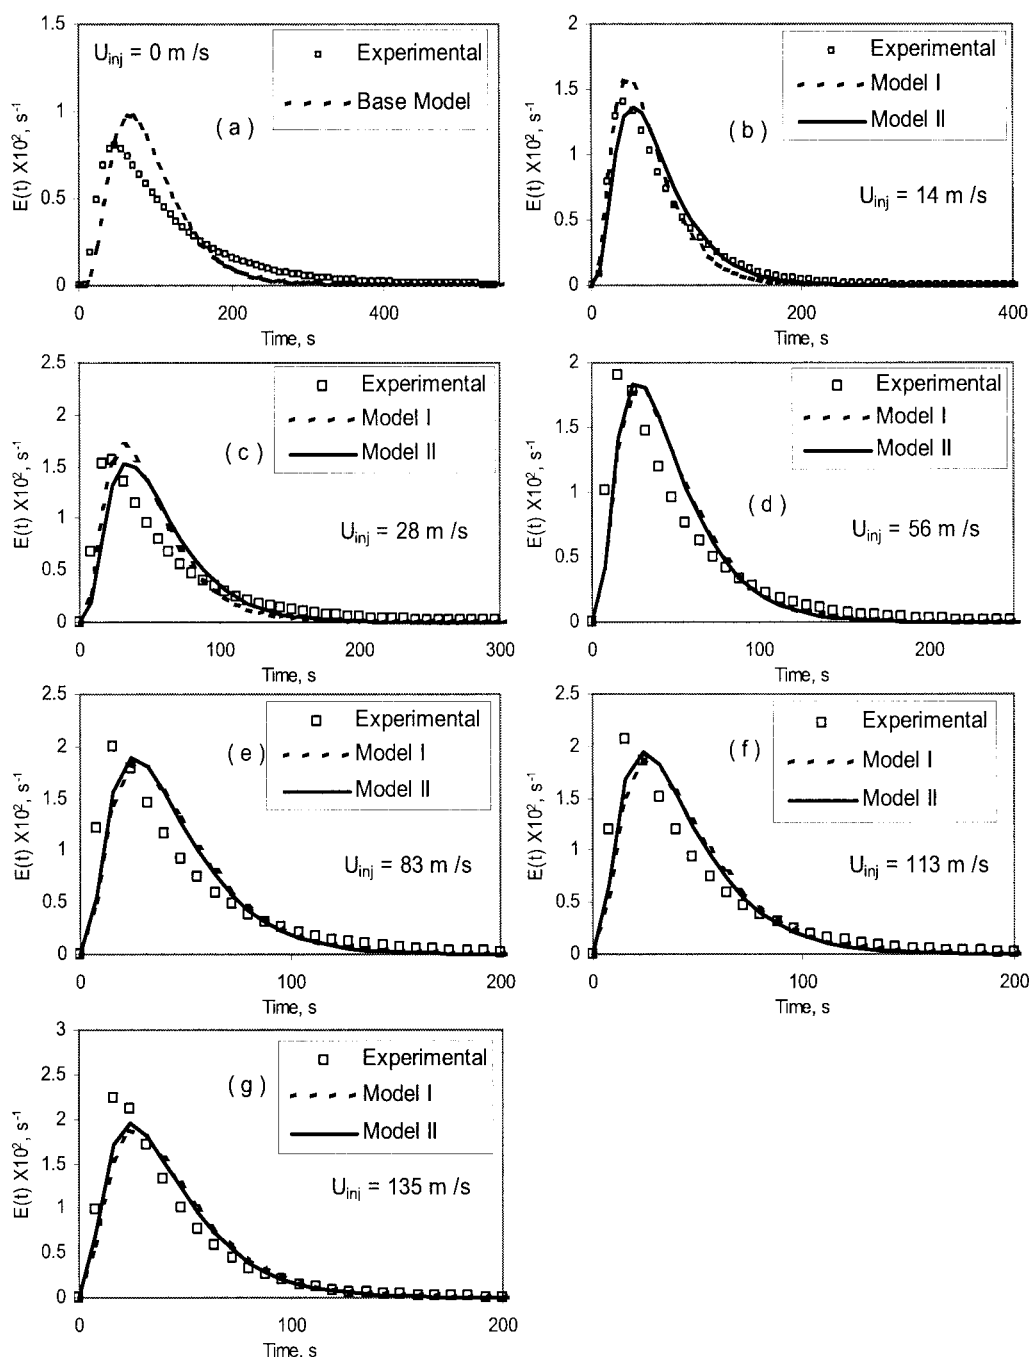 U_inj = 0 m /s
Experimental
Base Model
( a )
E(t) X10², s⁻¹
1.5
1
0.5
0
0
200
400
Time, s
Experimental
Model I
Model II
( b )
U_inj = 14 m /s
E(t) X10², s⁻¹
2
1.5
1
0.5
0
0
200
400
Time, s
Experimental
Model I
Model II
( c )
U_inj = 28 m /s
E(t) X10², s⁻¹
2.5
2
1.5
1
0.5
0
0
100
200
300
Time, s
Experimental
Model I
Model II
( d )
U_inj = 56 m /s
E(t) X10², s⁻¹
2
1.5
1
0.5
0
0
100
200
Time, s
Experimental
Model I
Model II
( e )
U_inj = 83 m /s
E(t) X10², s⁻¹
2.5
2
1.5
1
0.5
0
0
100
200
Time, s
Experimental
Model I
Model II
( f )
U_inj = 113 m /s
E(t) X10², s⁻¹
2.5
2
1.5
1
0.5
0
0
100
200
Time, s
Experimental
Model I
Model II
( g )
U_inj = 135 m /s
E(t) X10², s⁻¹
3
2.5
2
1.5
1
0.5
0
0
100
200
Time, s